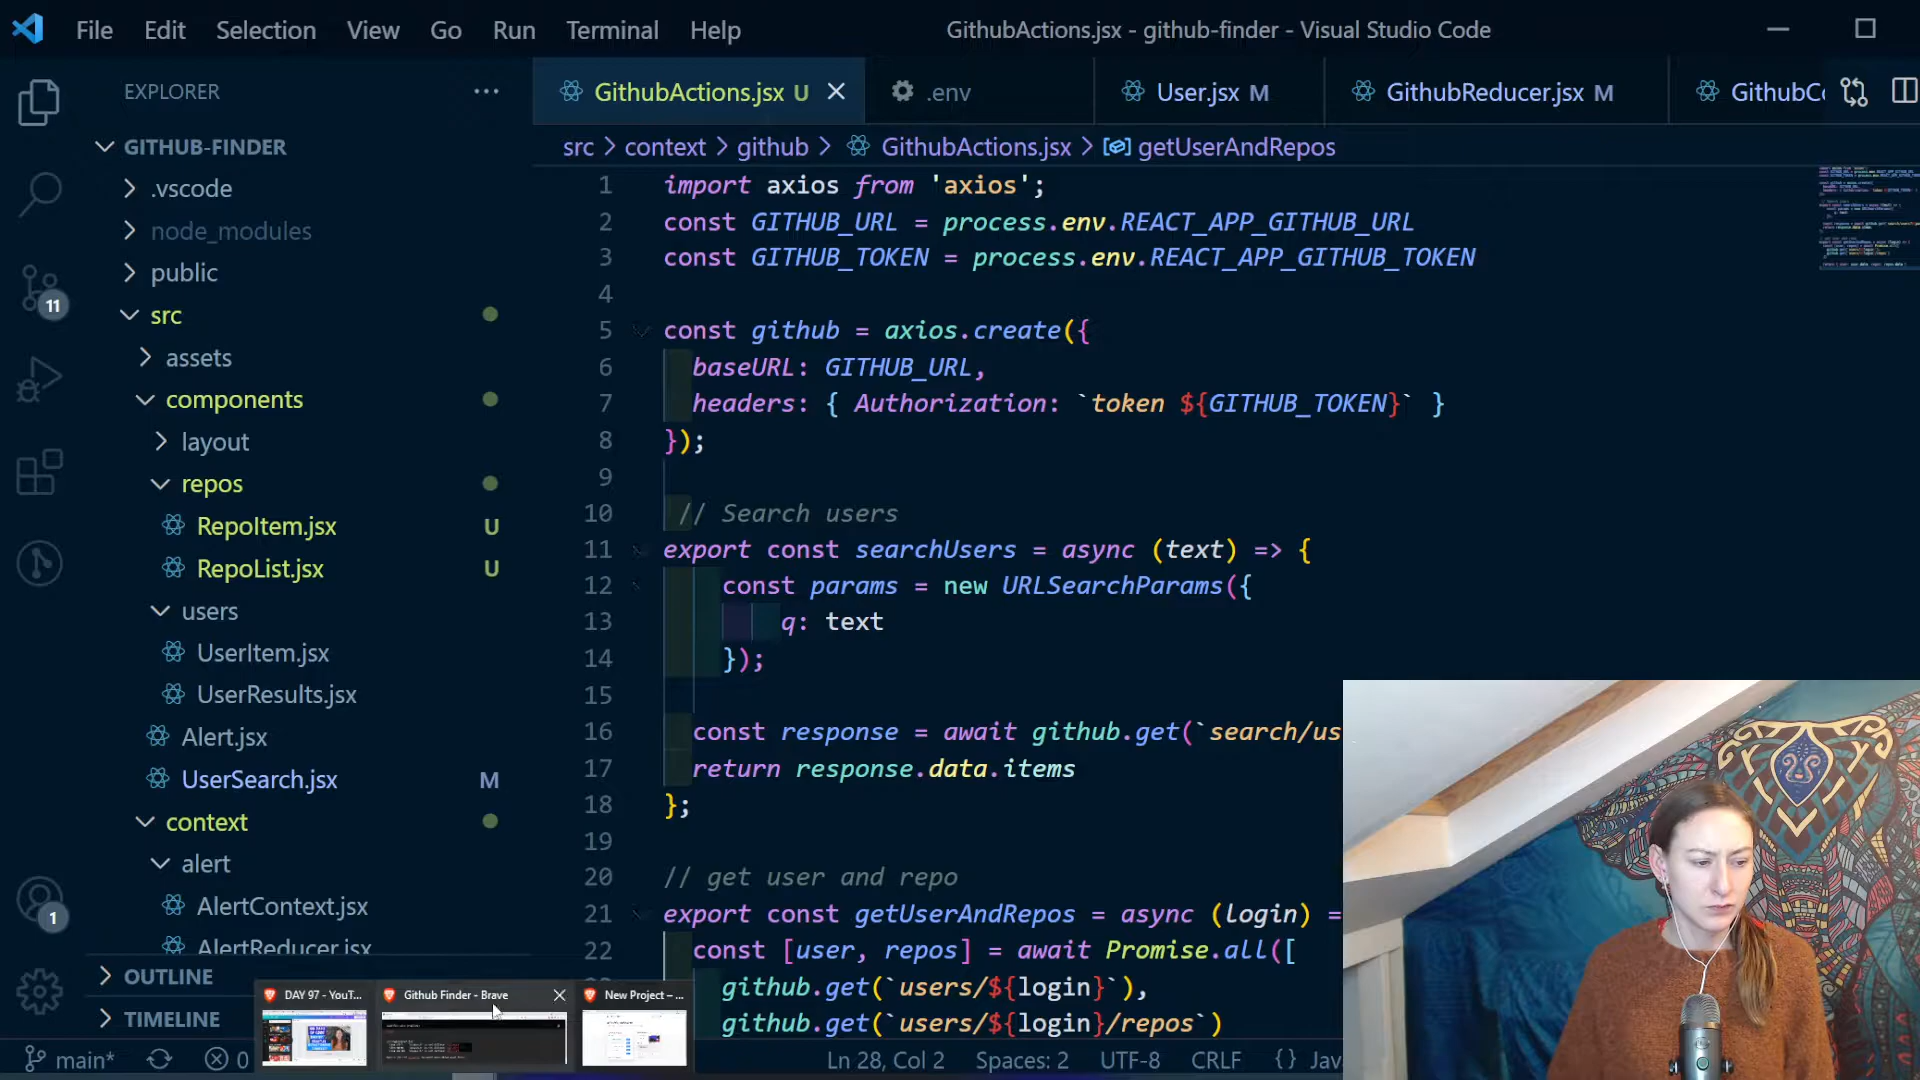 File Edit Selection View Go Run Terminal Help
GithubActions.jsx - github-finder - Visual Studio Code
EXPLORER
GithubActions.jsx U
.env
User.jsx M
GithubReducer.jsx M
GithubCo
GITHUB-FINDER
src > context > github > GithubActions.jsx > getUserAndRepos
.vscode
node_modules
public
src
assets
components
layout
repos
RepoItem.jsx U
RepoList.jsx U
users
UserItem.jsx
UserResults.jsx
Alert.jsx
UserSearch.jsx M
context
alert
AlertContext.jsx
AlertReducer.jsx
OUTLINE
TIMELINE
11
1
1 import axios from 'axios';
2 const GITHUB_URL = process.env.REACT_APP_GITHUB_URL
3 const GITHUB_TOKEN = process.env.REACT_APP_GITHUB_TOKEN
4
5 const github = axios.create({
6 baseURL: GITHUB_URL,
7 headers: { Authorization: `token ${GITHUB_TOKEN}` }
8 });
9
10 // Search users
11 export const searchUsers = async (text) => {
12 const params = new URLSearchParams({
13 q: text
14 });
15
16 const response = await github.get(`search/us
17 return response.data.items
18 };
19
20 // get user and repo
21 export const getUserAndRepos = async (login) =
22 const [user, repos] = await Promise.all([
github.get(`users/${login}`),
github.get(`users/${login}/repos`)
DAY 97 - YouT...
Github Finder - Brave
New Project – ...
main* 0
Ln 28, Col 2 Spaces: 2 UTF-8 CRLF {} Jav